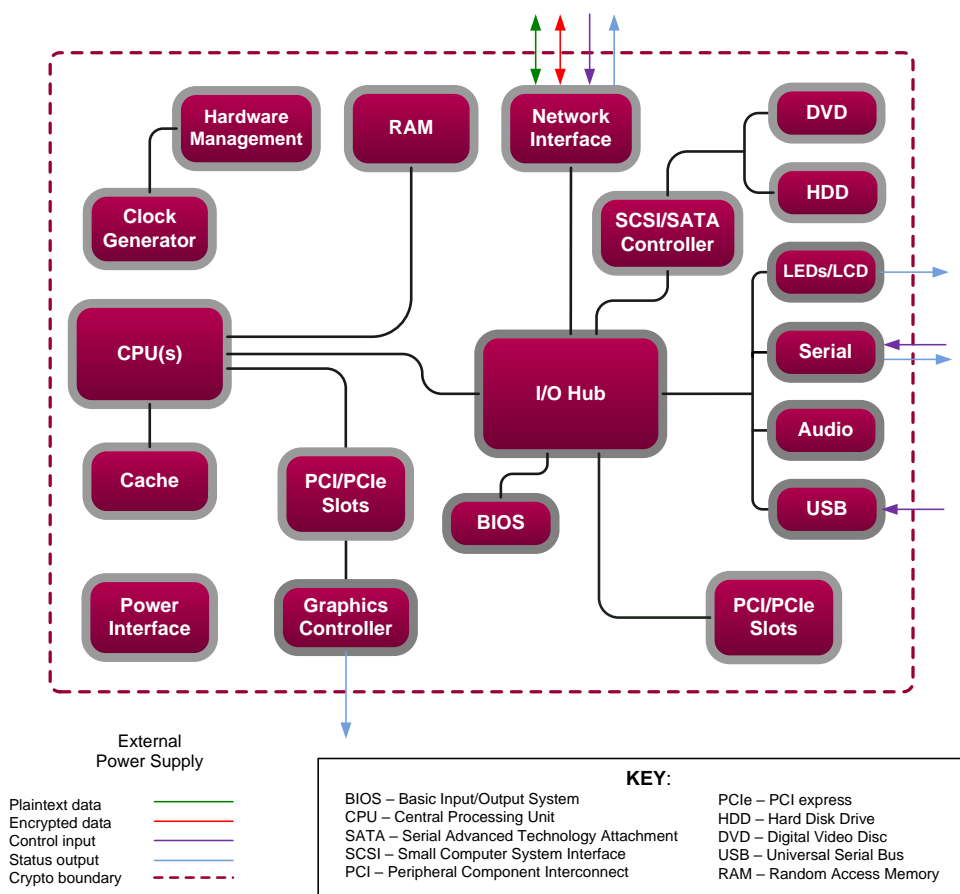 Hardware
Management
RAM
Network
Interface
DVD
HDD
Clock
Generator
SCSI/SATA
Controller
LEDs/LCD
CPU(s)
I/O Hub
Serial
Audio
Cache
PCI/PCIe
Slots
BIOS
USB
Power
Interface
Graphics
Controller
PCI/PCIe
Slots
External
Power Supply
Plaintext data
Encrypted data
Control input
Status output
Crypto boundary
KEY:
BIOS – Basic Input/Output System
CPU – Central Processing Unit
SATA – Serial Advanced Technology Attachment
SCSI – Small Computer System Interface
PCI – Peripheral Component Interconnect
PCIe – PCI express
HDD – Hard Disk Drive
DVD – Digital Video Disc
USB – Universal Serial Bus
RAM – Random Access Memory